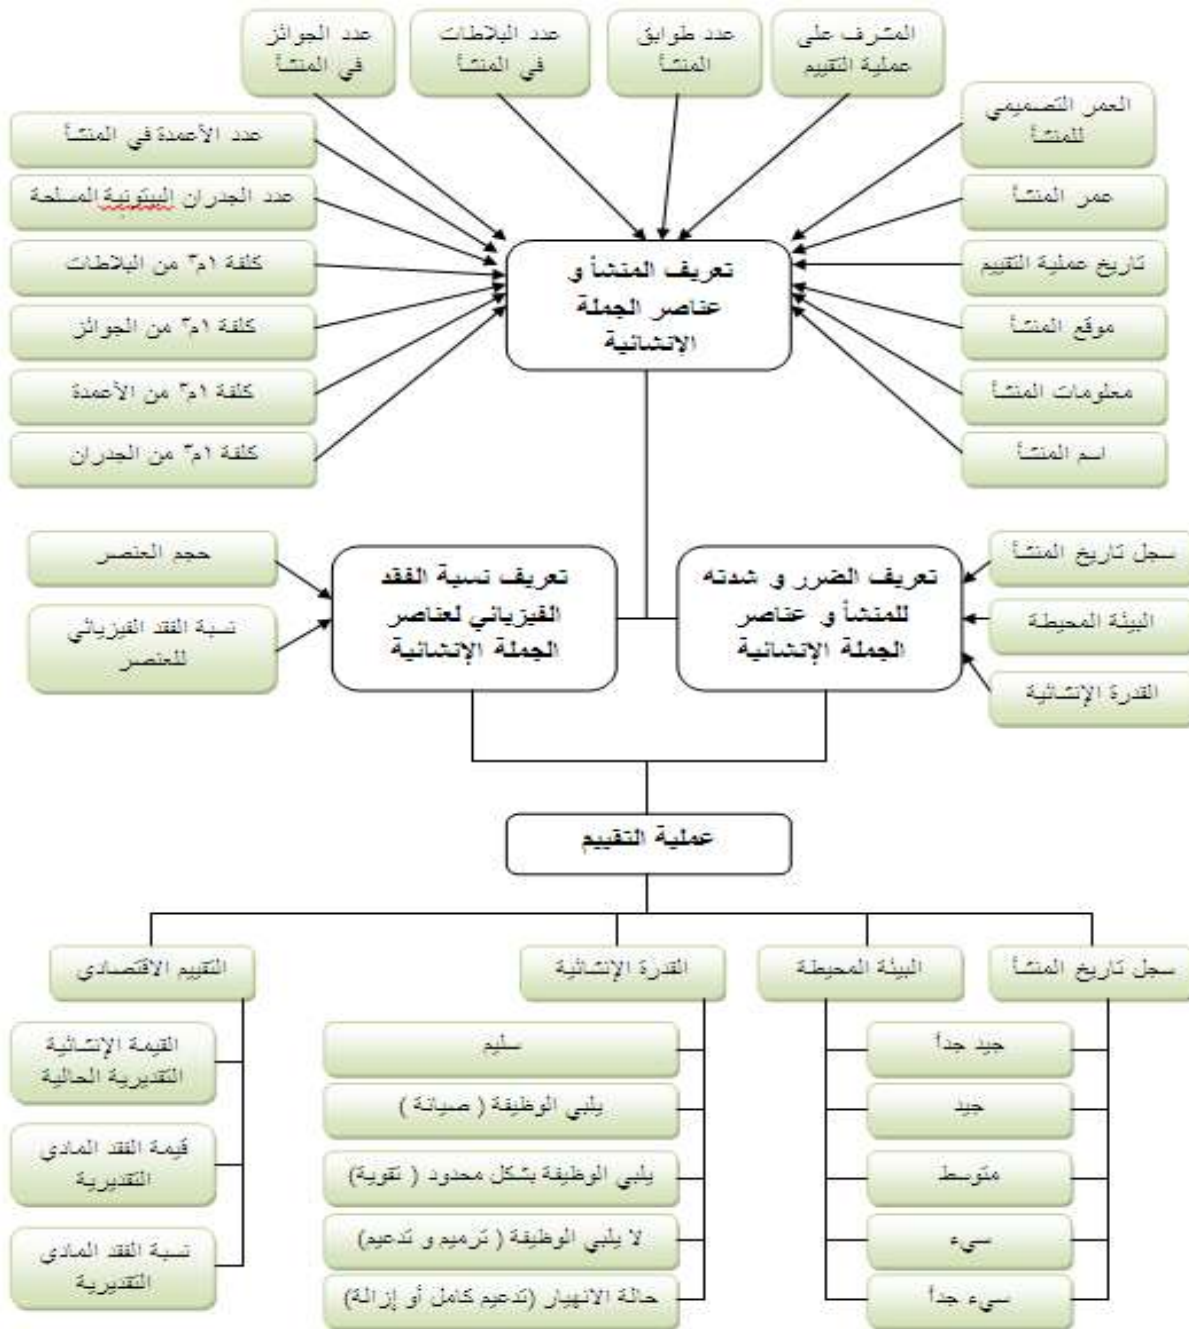 عدد الجوائز
في المنشأ
عدد البلاطات
في المنشأ
عدد طوابق
المنشأ
المشرف على
عملية التقييم
العمر التصميمي
للمنشأ
عمر المنشأ
تاريخ عملية التقييم
موقع المنشأ
معلومات المنشأ
اسم المنشأ
عدد الأعمدة في المنشأ
عدد الجدران البيتونية المسلحة
كلفة ١م٣ من البلاطات
كلفة ١م٣ من الجوائز
كلفة ١م٣ من الأعمدة
كلفة ١م٣ من الجدران
تعريف المنشأ و
عناصر الجملة
الإنشائية
سجل تاريخ المنشأ
البيئة المحيطة
القدرة الإنشائية
تعريف الضرر و شدته
للمنشأ و عناصر
الجملة الإنشائية
تعريف نسبة الفقد
الفيزيائي لعناصر
الجملة الإنشائية
حجم العنصر
نسبة الفقد الفيزيائي
للعنصر
عملية التقييم
سجل تاريخ المنشأ
البيئة المحيطة
القدرة الإنشائية
التقييم الاقتصادي
جيد جداً
جيد
متوسط
سيء
سيء جداً
سليم
يلبي الوظيفة ( صيانة )
يلبي الوظيفة بشكل محدود ( تقوية)
لا يلبي الوظيفة ( ترميم و تدعيم)
حالة الانهيار (تدعيم كامل أو إزالة)
القيمة الإنشائية
التقديرية الحالية
قيمة الفقد المادي
التقديرية
نسبة الفقد المادي
التقديرية